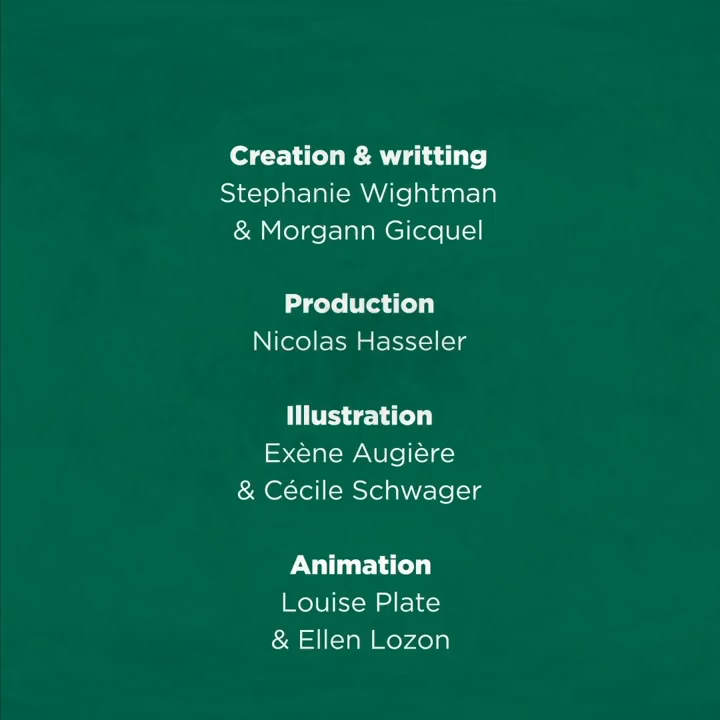 Creation & writting
Stephanie Wightman
& Morgann Gicquel
Production
Nicolas Hasseler
Illustration
Exène Augière
& Cécile Schwager
Animation
Louise Plate
& Ellen Lozon